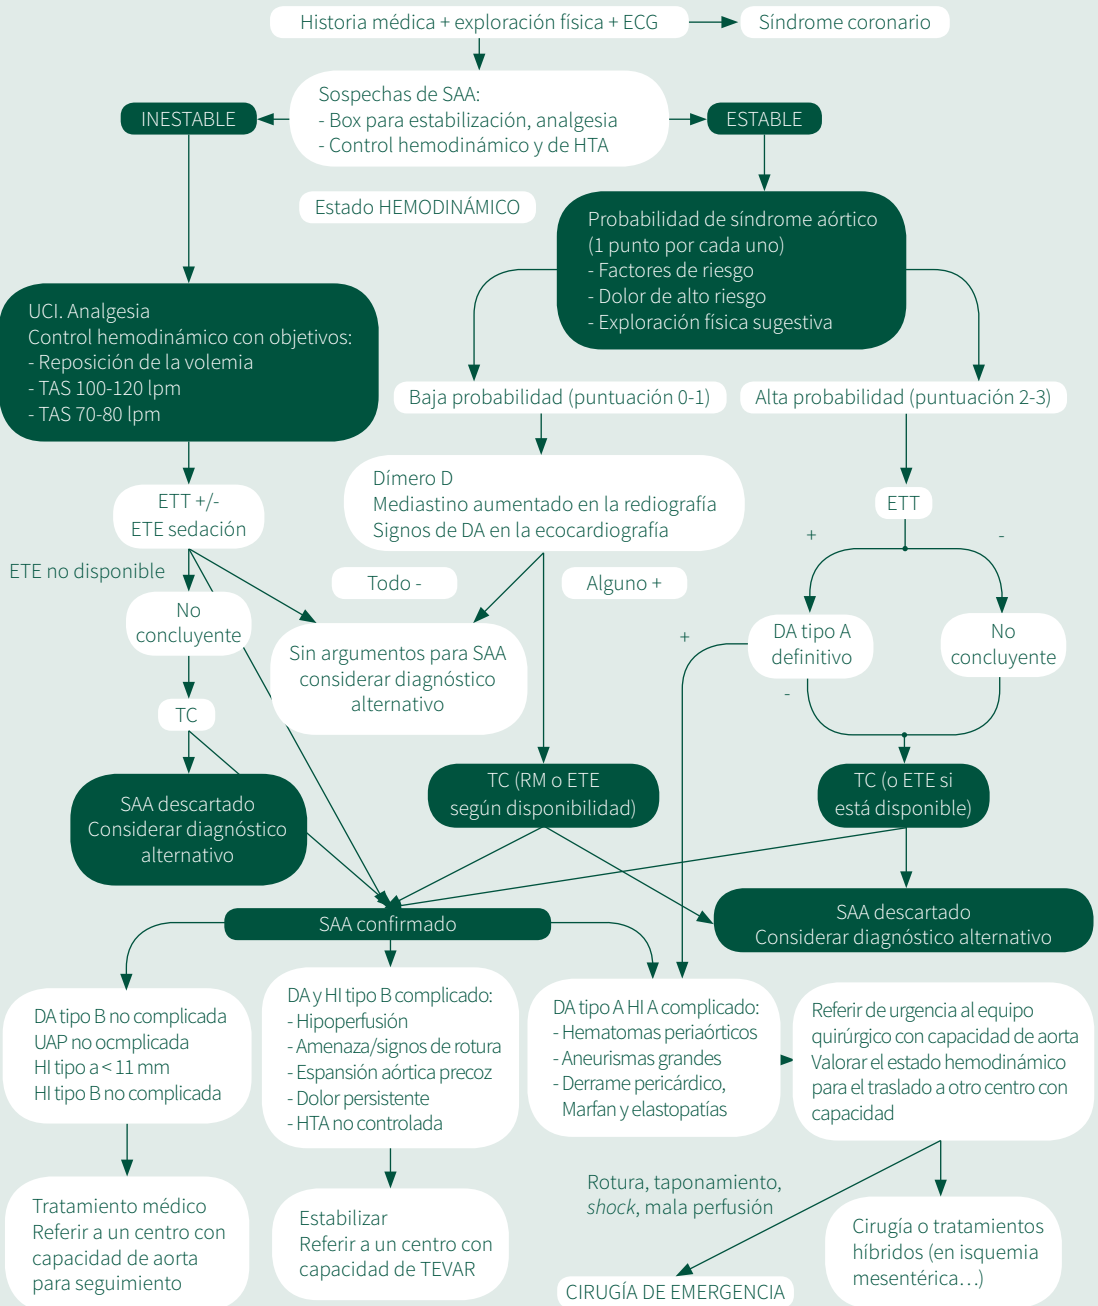 Historia médica + exploración física + ECG
Síndrome coronario
Sospechas de SAA:
- Box para estabilización, analgesia
- Control hemodinámico y de HTA
INESTABLE
ESTABLE
Estado HEMODINÁMICO
Probabilidad de síndrome aórtico
(1 punto por cada uno)
- Factores de riesgo
- Dolor de alto riesgo
- Exploración física sugestiva
UCI. Analgesia
Control hemodinámico con objetivos:
- Reposición de la volemia
- TAS 100-120 lpm
- TAS 70-80 lpm
Baja probabilidad (puntuación 0-1)
Alta probabilidad (puntuación 2-3)
ETT +/-
ETE sedación
Dímero D
Mediastino aumentado en la rediografía
Signos de DA en la ecocardiografía
ETT
+
-
ETE no disponible
Todo -
Alguno +
No
concluyente
Sin argumentos para SAA
considerar diagnóstico
alternativo
+
DA tipo A
definitivo
No
concluyente
-
TC
SAA descartado
Considerar diagnóstico
alternativo
TC (RM o ETE
según disponibilidad)
TC (o ETE si
está disponible)
SAA confirmado
SAA descartado
Considerar diagnóstico alternativo
DA tipo B no complicada
UAP no ocmplicada
HI tipo a < 11 mm
HI tipo B no complicada
DA y HI tipo B complicado:
- Hipoperfusión
- Amenaza/signos de rotura
- Espansión aórtica precoz
- Dolor persistente
- HTA no controlada
DA tipo A HI A complicado:
- Hematomas periaórticos
- Aneurismas grandes
- Derrame pericárdico,
Marfan y elastopatías
Referir de urgencia al equipo
quirúrgico con capacidad de aorta
Valorar el estado hemodinámico
para el traslado a otro centro con
capacidad
Tratamiento médico
Referir a un centro con
capacidad de aorta
para seguimiento
Estabilizar
Referir a un centro con
capacidad de TEVAR
Rotura, taponamiento,
shock, mala perfusión
CIRUGÍA DE EMERGENCIA
Cirugía o tratamientos
híbridos (en isquemia
mesentérica…)